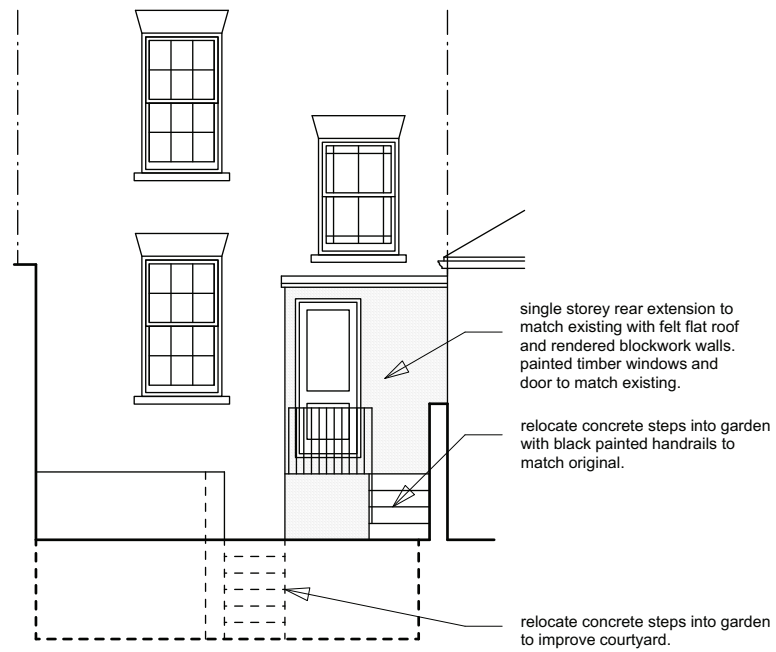 single storey rear extension to
match existing with felt flat roof
and rendered blockwork walls.
painted timber windows and
door to match existing.
relocate concrete steps into garden
with black painted handrails to
match original.
relocate concrete steps into garden
to improve courtyard.